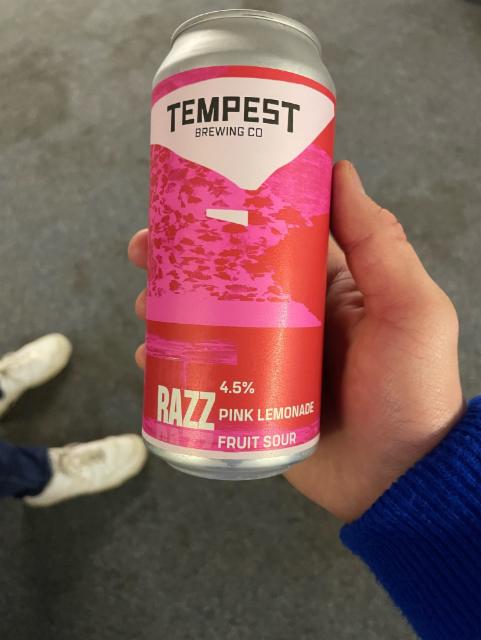 TEMPEST
BREWING CO
RAZZ
4.5%
PINK LEMONADE
FRUIT SOUR